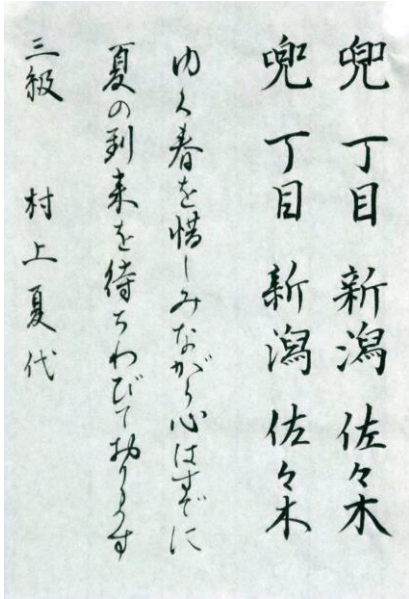 兜 丁目 新潟 佐々木
兜 丁目 新潟 佐々木
ゆく春を惜しみながら心はすでに
夏の到来を待ちわびております
三級 村上夏代